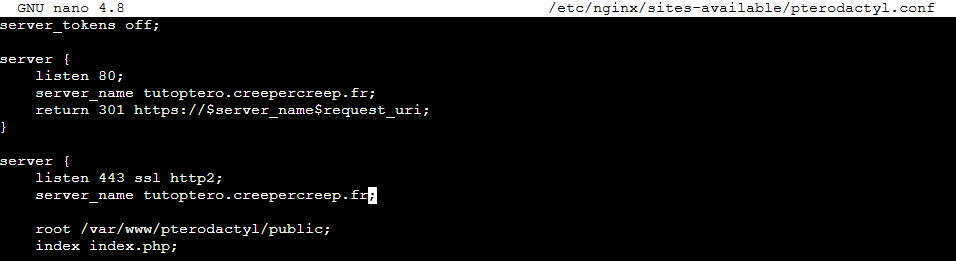 GNU nano 4.8 /etc/nginx/sites-available/pterodactyl.conf
server_tokens off;
server {
listen 80;
server_name tutoptero.creepercreep.fr;
return 301 https://$server_name$request_uri;
}
server {
listen 443 ssl http2;
server_name tutoptero.creepercreep.fr;
root /var/www/pterodactyl/public;
index index.php;